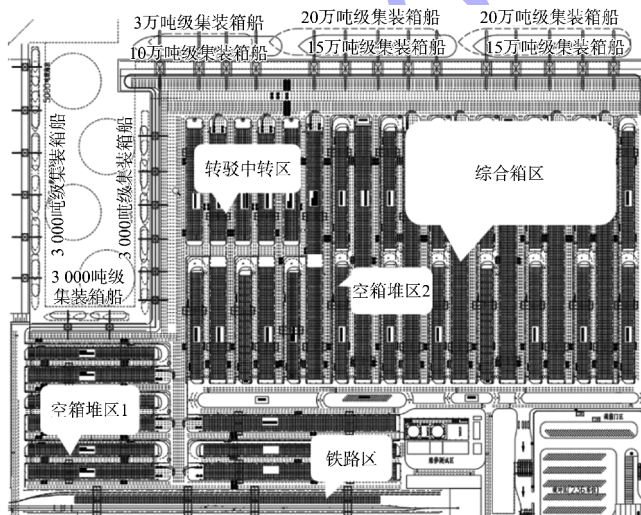 3万吨级集装箱船
20万吨级集装箱船
20万吨级集装箱船
10万吨级集装箱船
15万吨级集装箱船
15万吨级集装箱船
3 000吨级集装箱船
3 000吨级集装箱船
转驳中转区
综合箱区
3 000吨级
集装箱船
空箱堆区2
空箱堆区1
铁路区